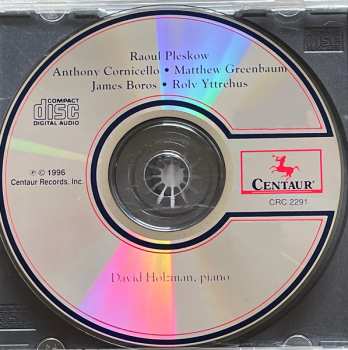 Raoul Pleskow
Anthony Cornicello • Matthew Greenbaum
James Boros • Rolv Yttrehus
COMPACT
disc
DIGITAL AUDIO
℗ © 1996
Centaur Records, Inc.
CENTAUR®
CRC 2291
David Holzman, piano